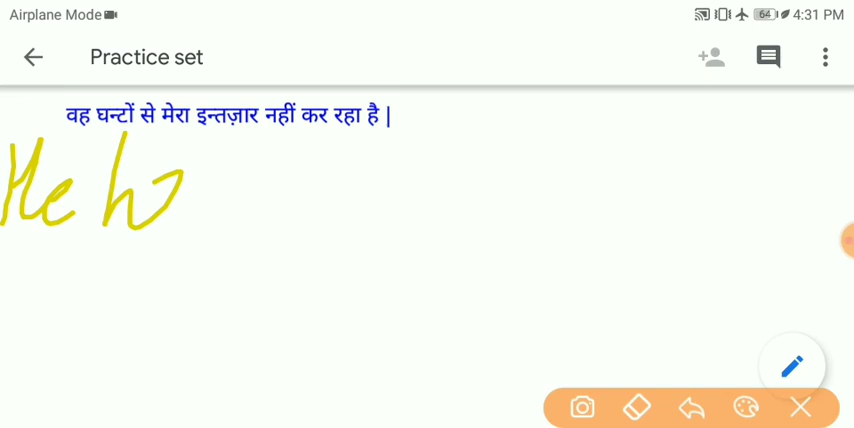 Airplane Mode 64 4:31 PM
Practice set
वह घन्टों से मेरा इन्तज़ार नहीं कर रहा है |
He